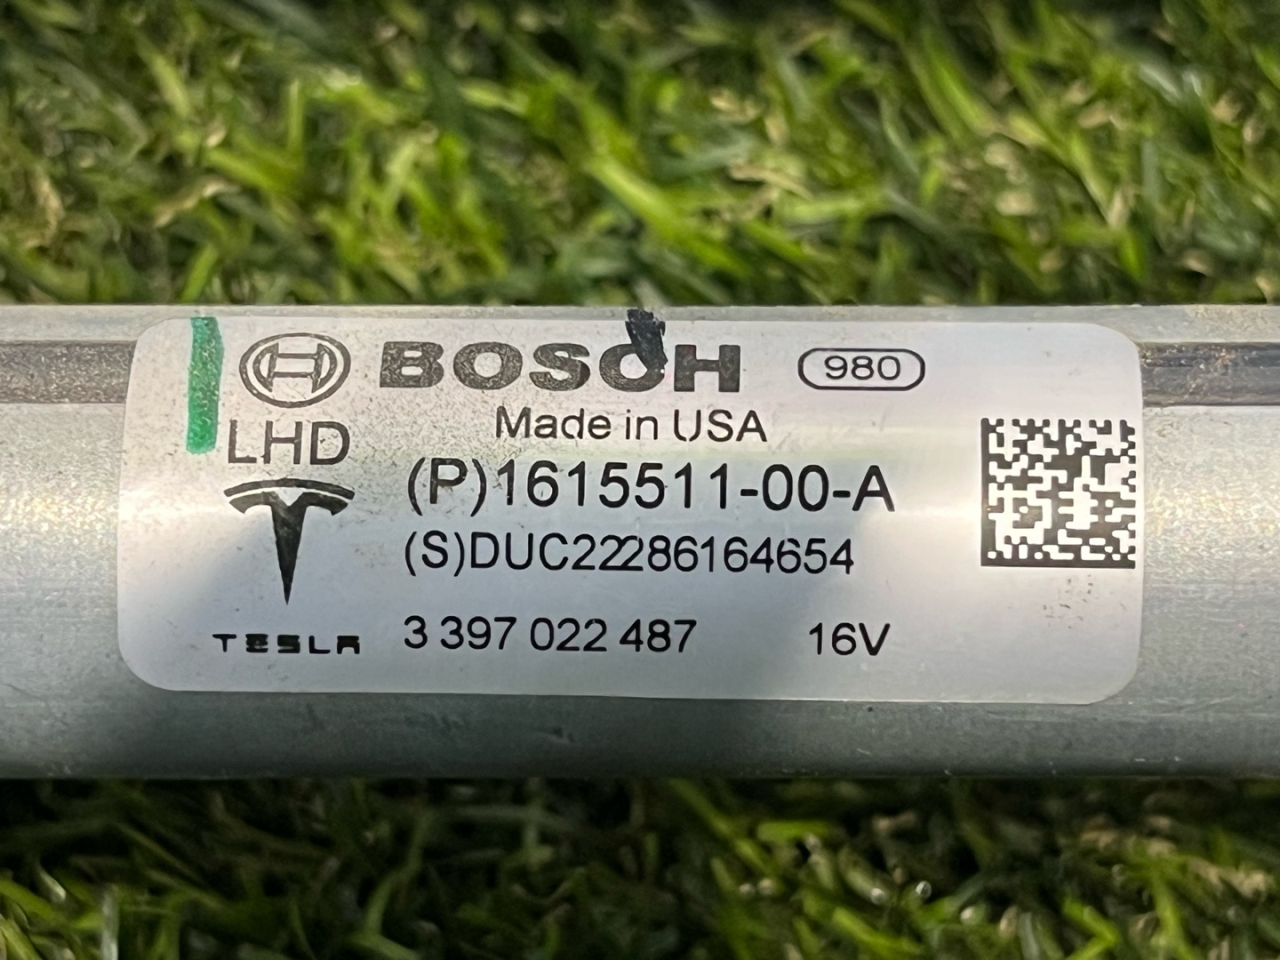 BOSCH 980
Made in USA
LHD
(P)1615511-00-A
(S)DUC22286164654
TESLA 3 397 022 487 16V